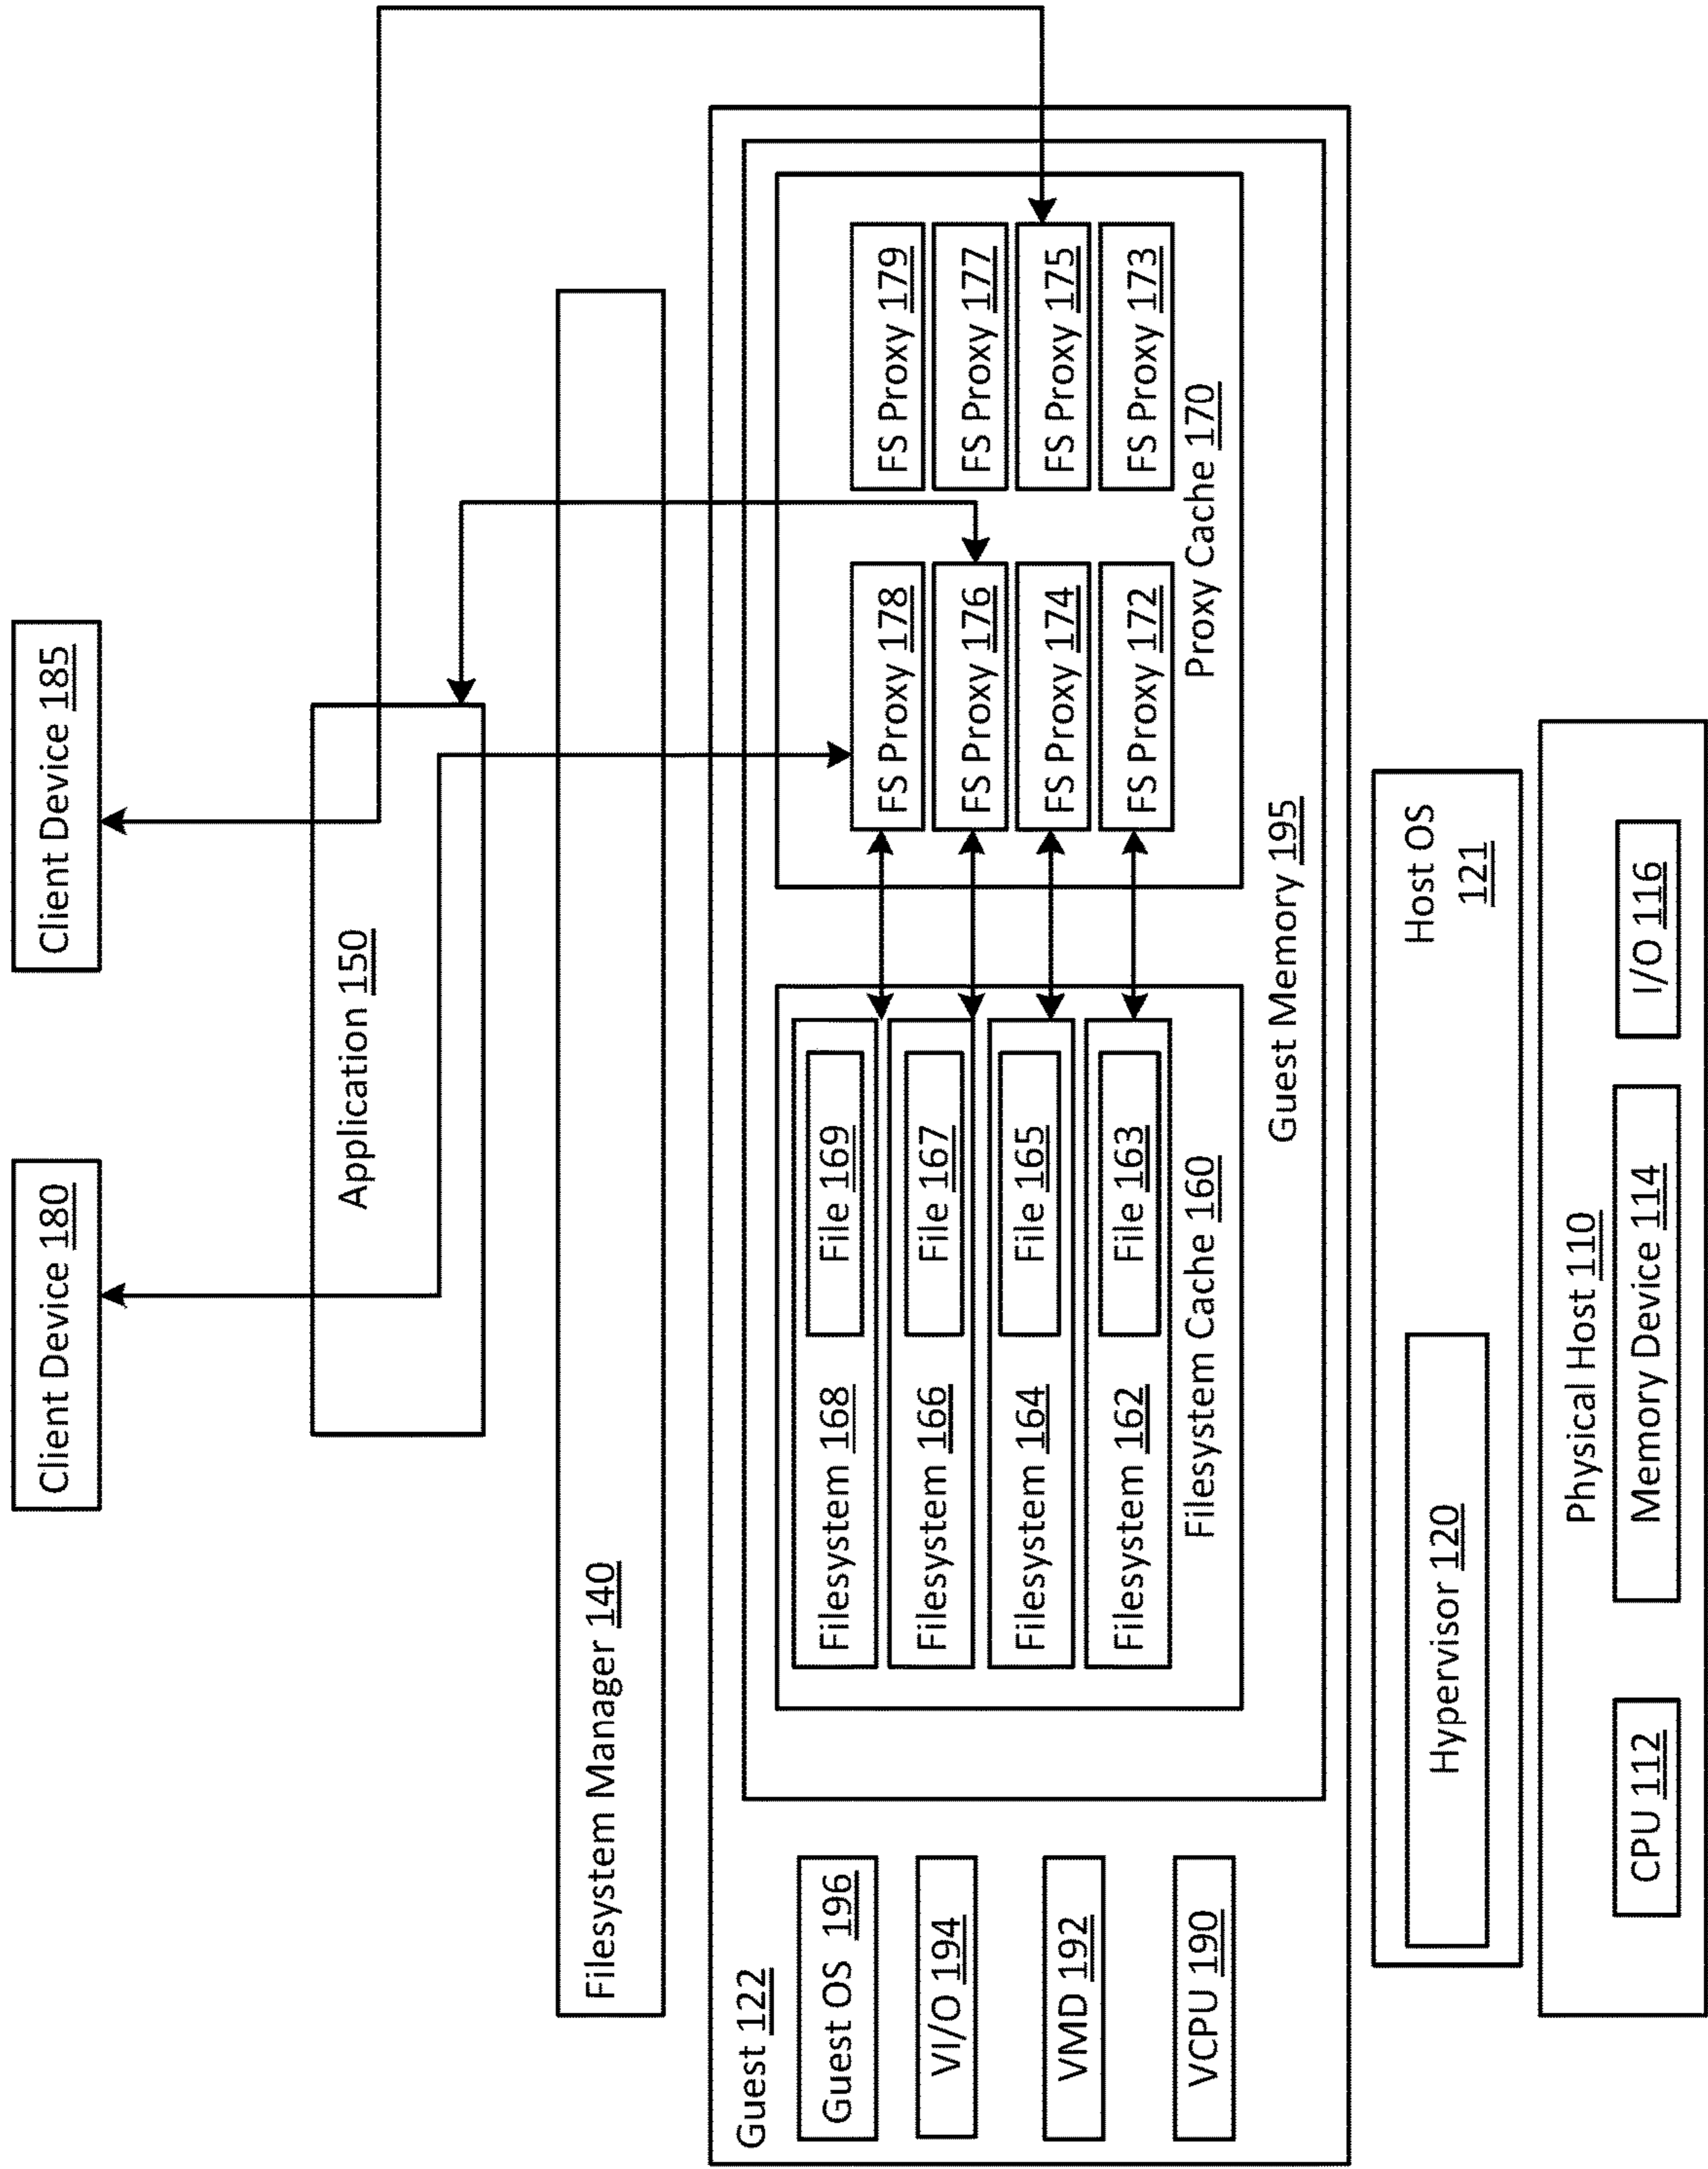 Client Device 180
Client Device 185
Application 150
Filesystem Manager 140
Guest 122
Guest OS 196
VI/O 194
VMD 192
VCPU 190
Filesystem 168
File 169
Filesystem 166
File 167
Filesystem 164
File 165
Filesystem 162
File 163
Filesystem Cache 160
FS Proxy 178
FS Proxy 179
FS Proxy 176
FS Proxy 177
FS Proxy 174
FS Proxy 175
FS Proxy 172
FS Proxy 173
Proxy Cache 170
Guest Memory 195
Hypervisor 120
Host OS
121
Physical Host 110
CPU 112
Memory Device 114
I/O 116